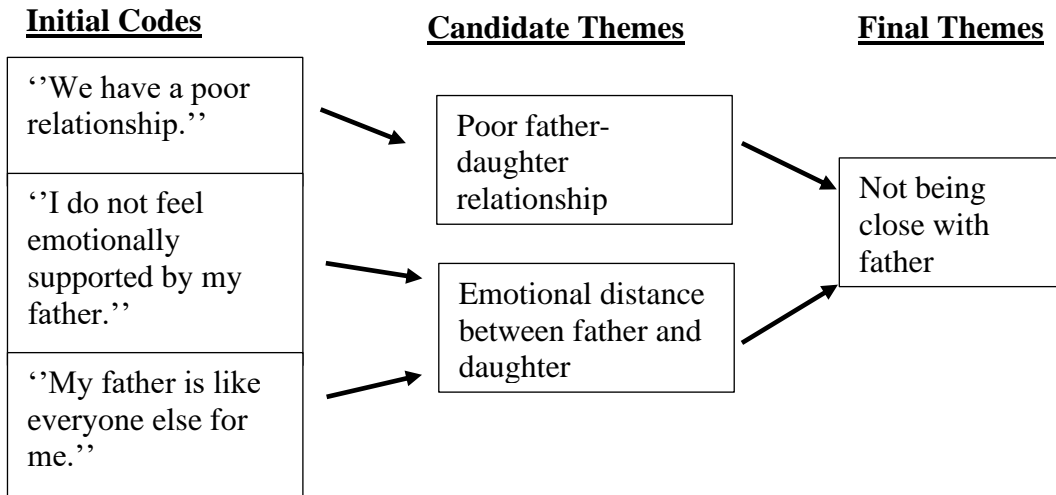 Initial Codes
Candidate Themes
Final Themes
‘’We have a poor
relationship.’’
‘’I do not feel
emotionally
supported by my
father.’’
‘’My father is like
everyone else for
me.’’
Poor father-
daughter
relationship
Emotional distance
between father and
daughter
Not being
close with
father